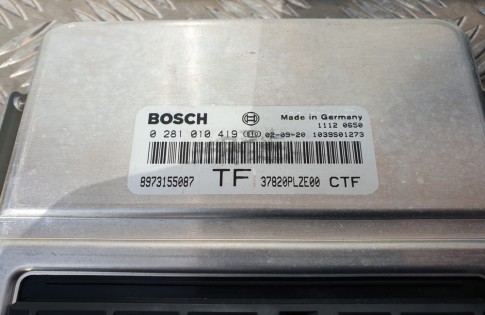 BOSCH Made in Germany
1112 0650
0 281 010 419 02-09-20 1039S01273
8973155087 TF 37820PLZE00 CTF